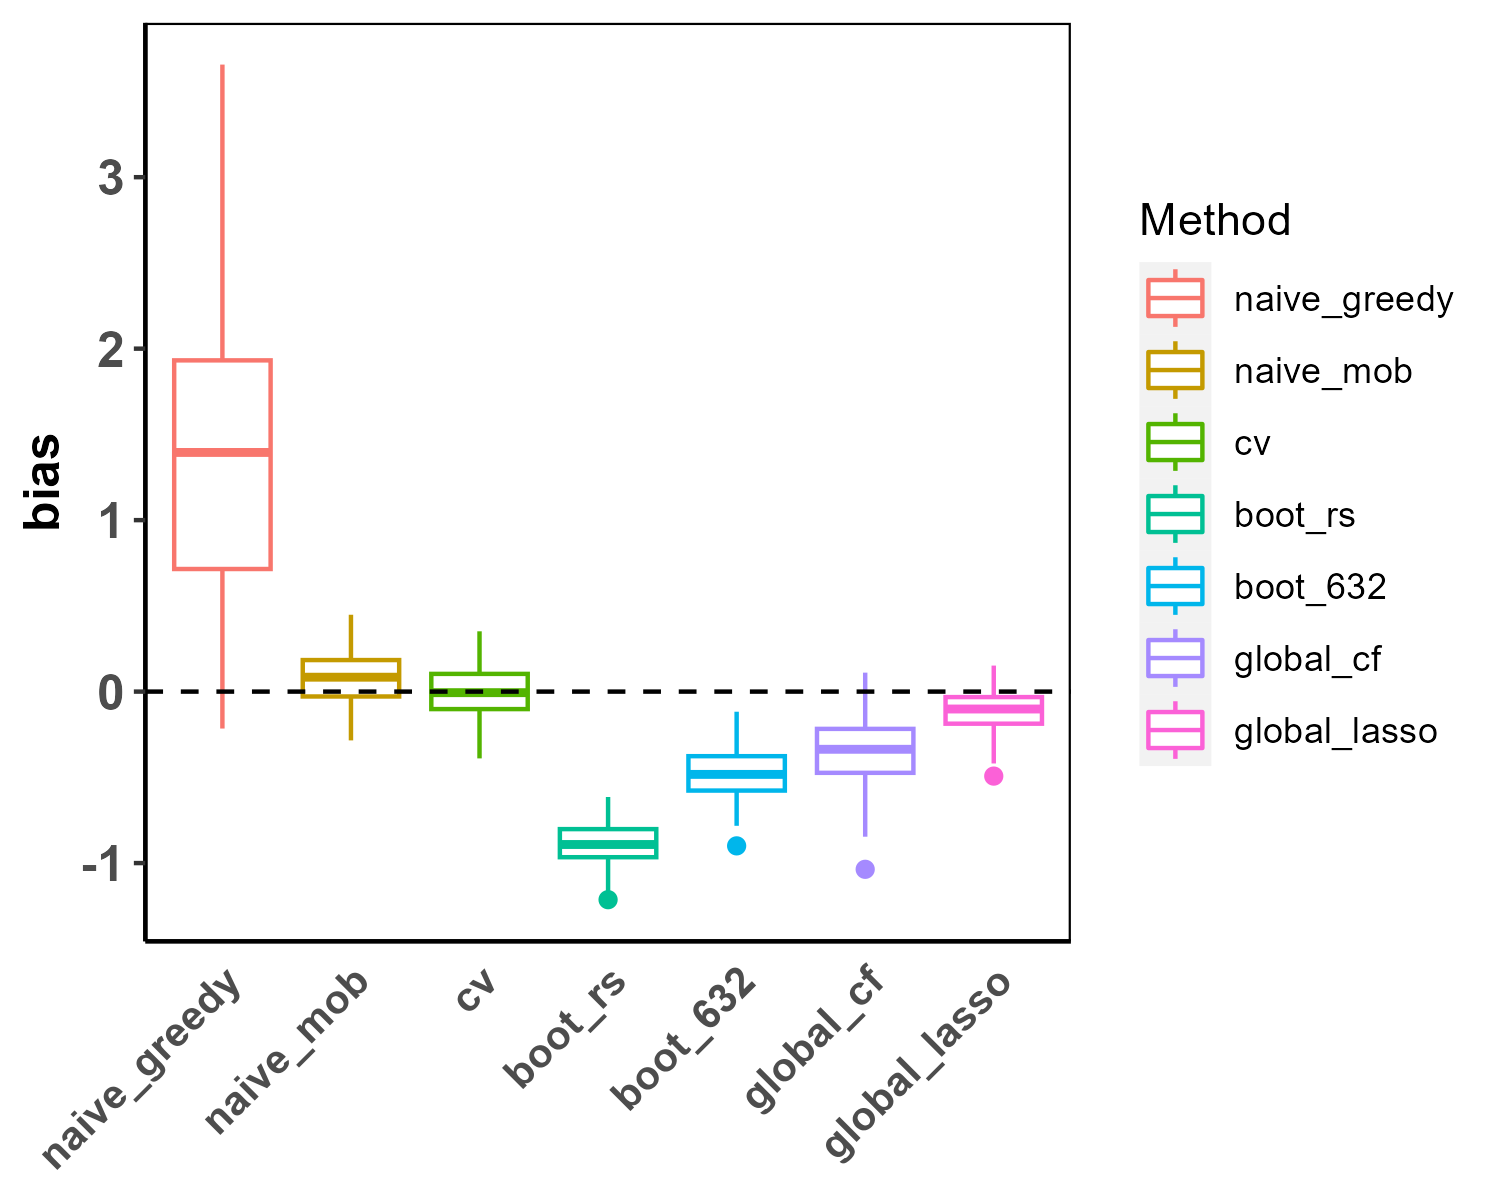 bias
3
2
1
0
-1
naive_greedy
naive_mob
cv
boot_rs
boot_632
global_cf
global_lasso
Method
naive_greedy
naive_mob
cv
boot_rs
boot_632
global_cf
global_lasso